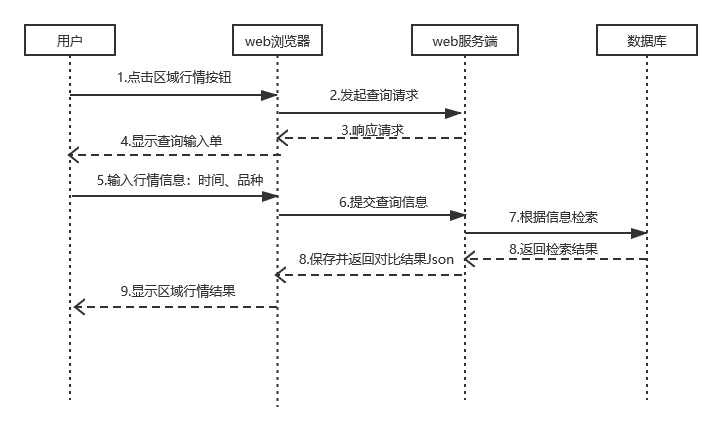 用户
web浏览器
web服务端
数据库
1.点击区域行情按钮
2.发起查询请求
3.响应请求
4.显示查询输入单
5.输入行情信息：时间、品种
6.提交查询信息
7.根据信息检索
8.返回检索结果
8.保存并返回对比结果Json
9.显示区域行情结果